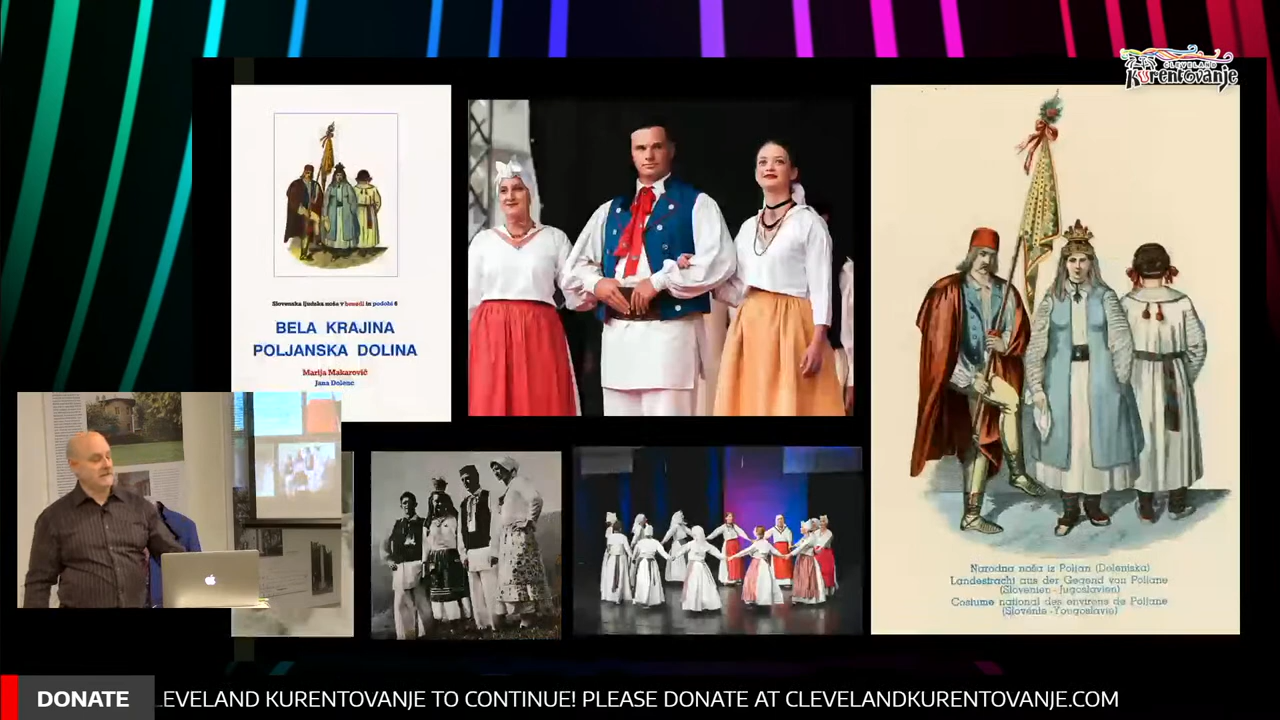 CLEVELAND
Kurentovanje
Slovenska ljudska noša v besedi in podobi 6
BELA KRAJINA
POLJANSKA DOLINA
Marija Makarovič
Jana Dolenc
Narodna noša iz Poljan (Dolenjska)
Landestracht aus der Gegend von Poljane
(Slovenien - Jugoslavien)
Costume national des environs de Poljane
(Slovénie - Yougoslavie)
DONATE
LEVELAND KURENTOVANJE TO CONTINUE! PLEASE DONATE AT CLEVELANDKURENTOVANJE.COM